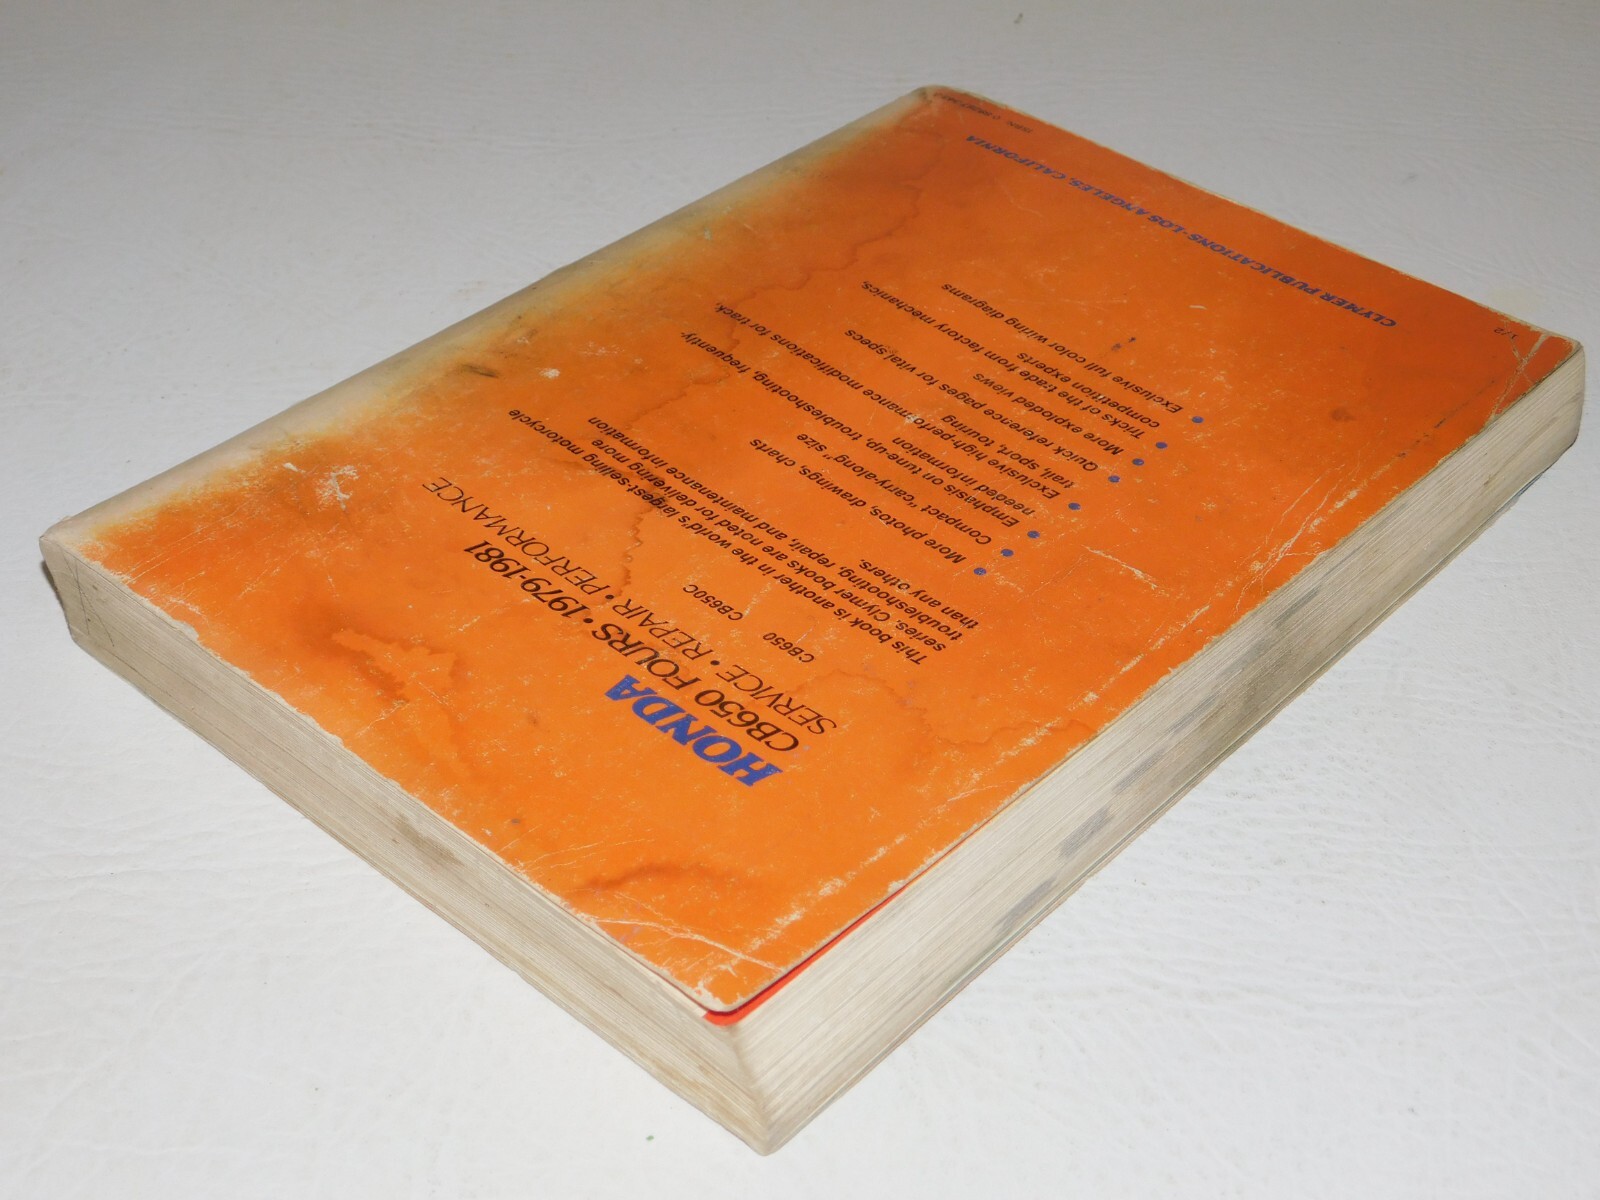 HONDA
CB650 FOURS • 1979-1981
SERVICE • REPAIR • PERFORMANCE
CB650 CB650C
This book is another in the world's largest selling motorcycle
series. Clymer books are noted for delivering more
troubleshooting, repair, and maintenance information
than any others.
• More photos, drawings, charts
• Compact "carry-along" size
• Emphasis on tune-up, troubleshooting, frequently-
needed information
• Exclusive high-performance modifications for track,
trail, sport, touring
• Quick reference pages for vital specs
• More exploded views
• Tricks of the trade from factory mechanics,
competition experts
• Exclusive full color wiring diagrams
CLYMER PUBLICATIONS • LOS ANGELES, CALIFORNIA
ISBN: